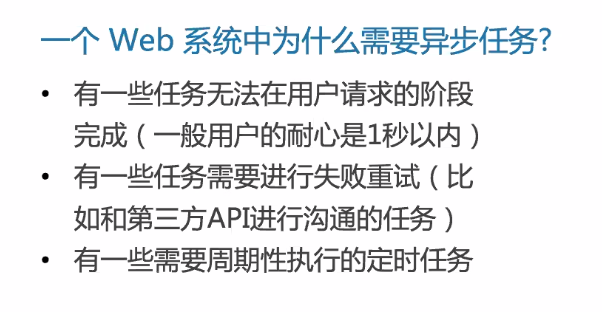 一个 Web 系统中为什么需要异步任务?
• 有一些任务无法在用户请求的阶段
完成（一般用户的耐心是1秒以内）
• 有一些任务需要进行失败重试（比
如和第三方API进行沟通的任务）
• 有一些需要周期性执行的定时任务